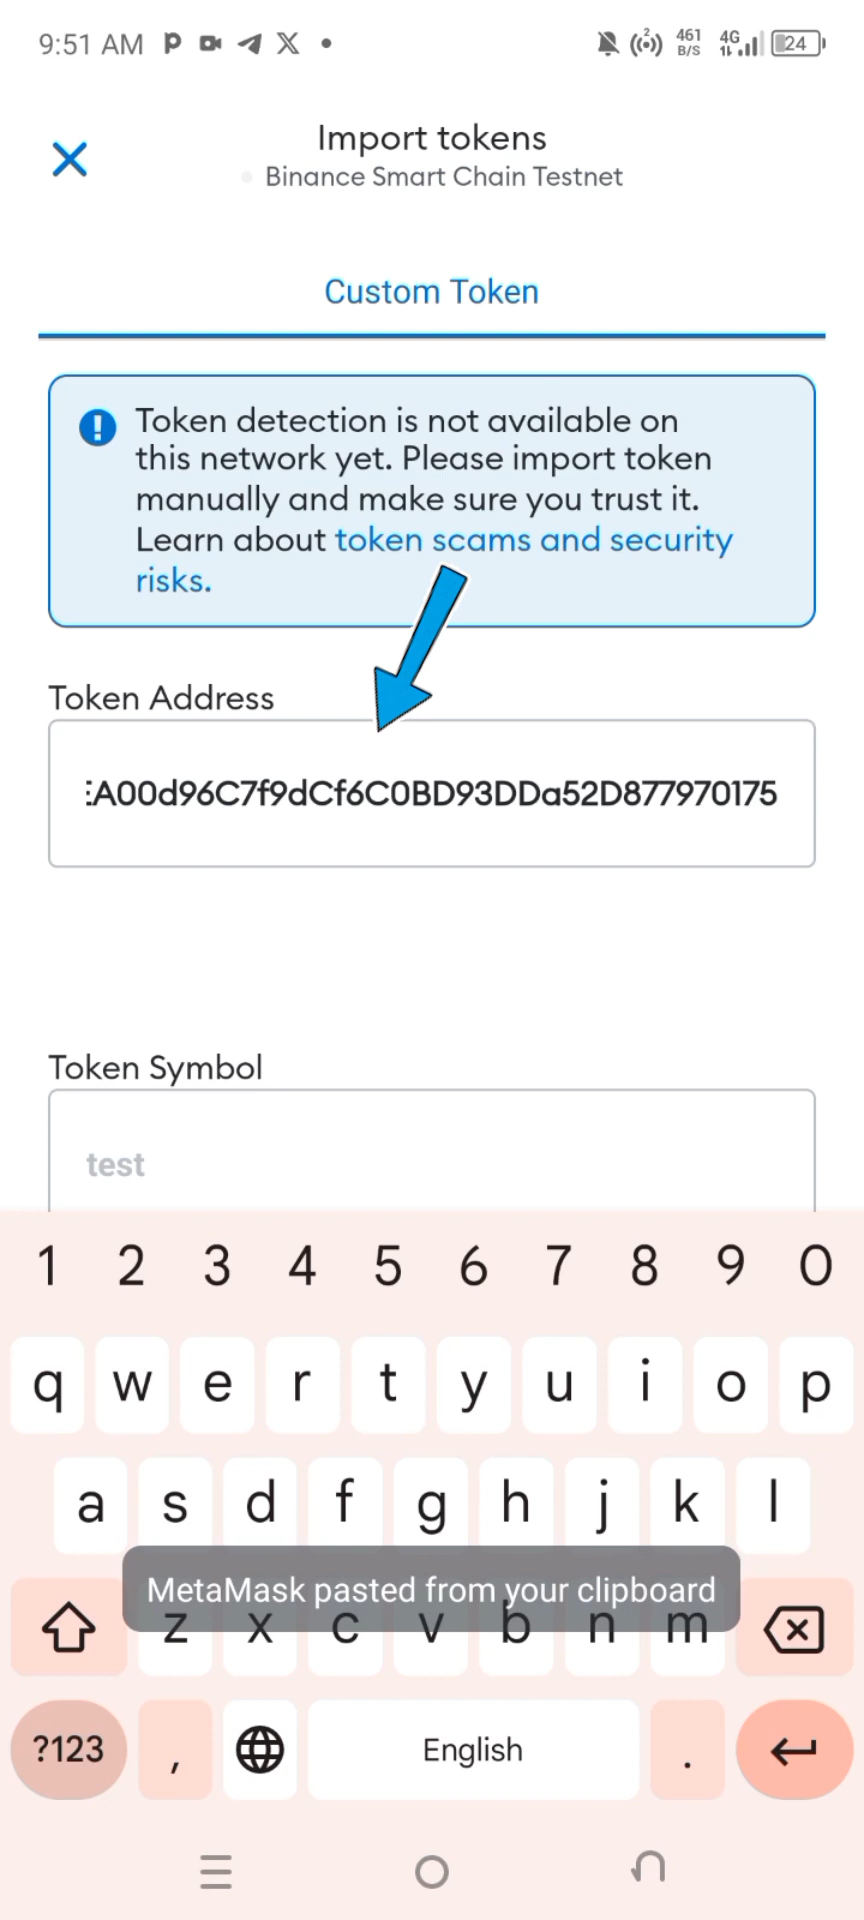 9:51 AM
461 B/S
4G
24
Import tokens
Binance Smart Chain Testnet
Custom Token
Token detection is not available on
this network yet. Please import token
manually and make sure you trust it.
Learn about token scams and security
risks.
Token Address
EA00d96C7f9dCf6C0BD93DDa52D877970175
Token Symbol
test
1 2 3 4 5 6 7 8 9 0
q w e r t y u i o p
a s d f g h j k l
MetaMask pasted from your clipboard
z x c v b n m
?123 , English .